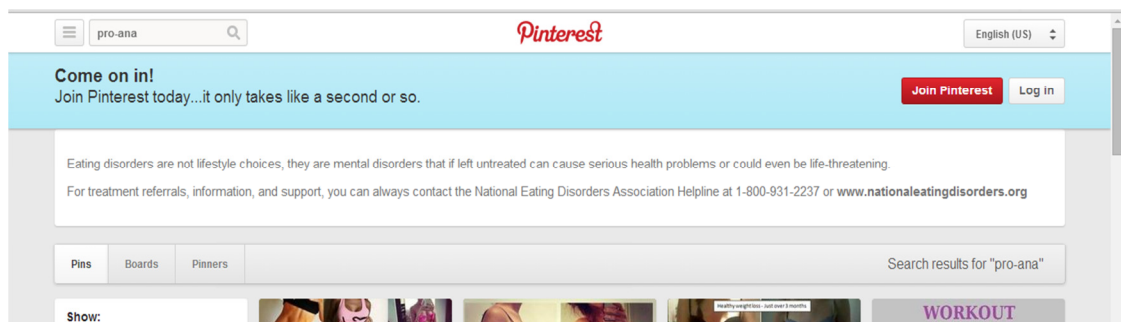 pro-ana
Pinterest
English (US)
Come on in!
Join Pinterest today...it only takes like a second or so.
Join Pinterest
Log in
Eating disorders are not lifestyle choices, they are mental disorders that if left untreated can cause serious health problems or could even be life-threatening.
For treatment referrals, information, and support, you can always contact the National Eating Disorders Association Helpline at 1-800-931-2237 or www.nationaleatingdisorders.org
Pins Boards Pinners
Search results for "pro-ana"
Show:
Healthy weight loss - Just over 3 months
WORKOUT